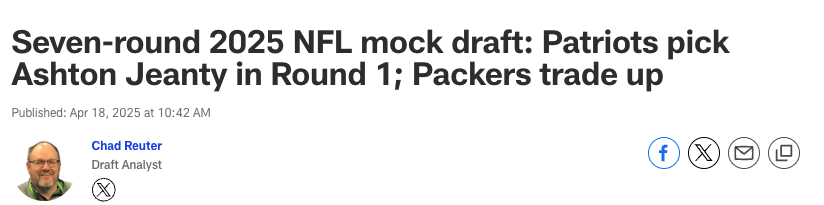 Seven-round 2025 NFL mock draft: Patriots pick
Ashton Jeanty in Round 1; Packers trade up
Published: Apr 18, 2025 at 10:42 AM
Chad Reuter
Draft Analyst